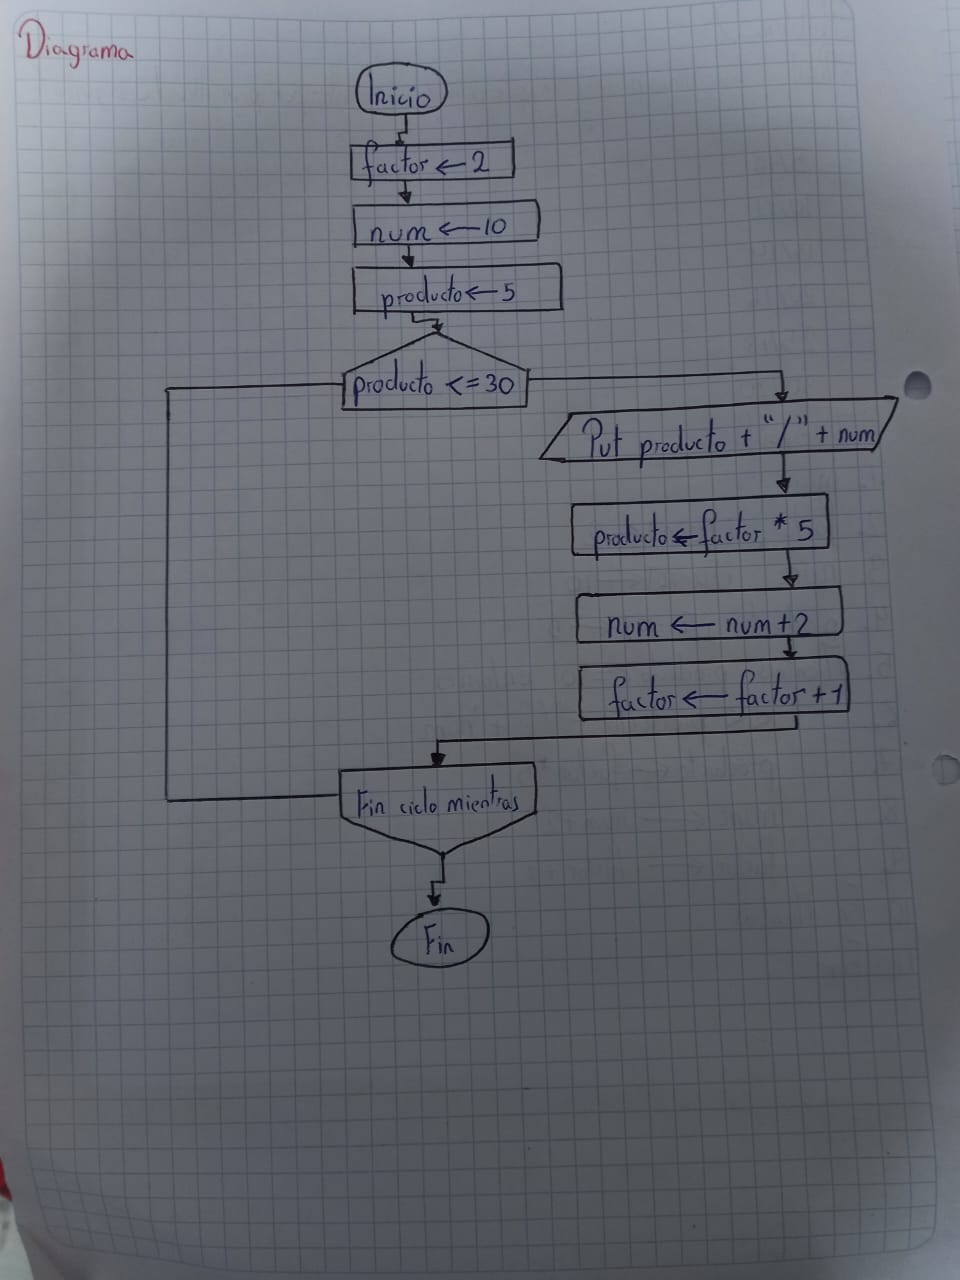 Diagrama
Inicio
factor ← 2
num ← 10
producto ← 5
producto <= 30
Put producto + "/" + num
producto ← factor * 5
num ← num + 2
factor ← factor + 1
Fin ciclo mientras
Fin